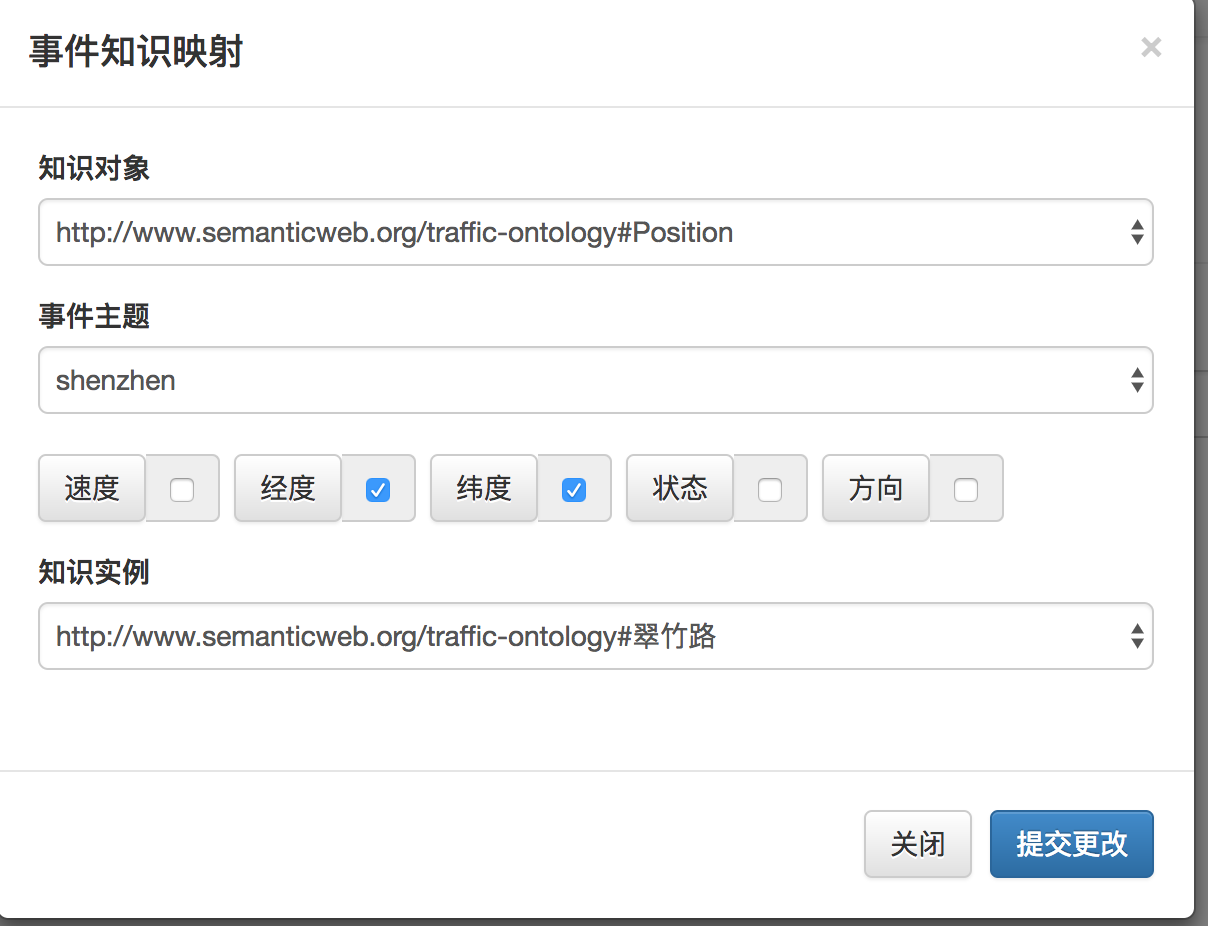 事件知识映射 ×
知识对象
http://www.semanticweb.org/traffic-ontology#Position
事件主题
shenzhen
速度 经度 纬度 状态 方向
知识实例
http://www.semanticweb.org/traffic-ontology#翠竹路
关闭 提交更改